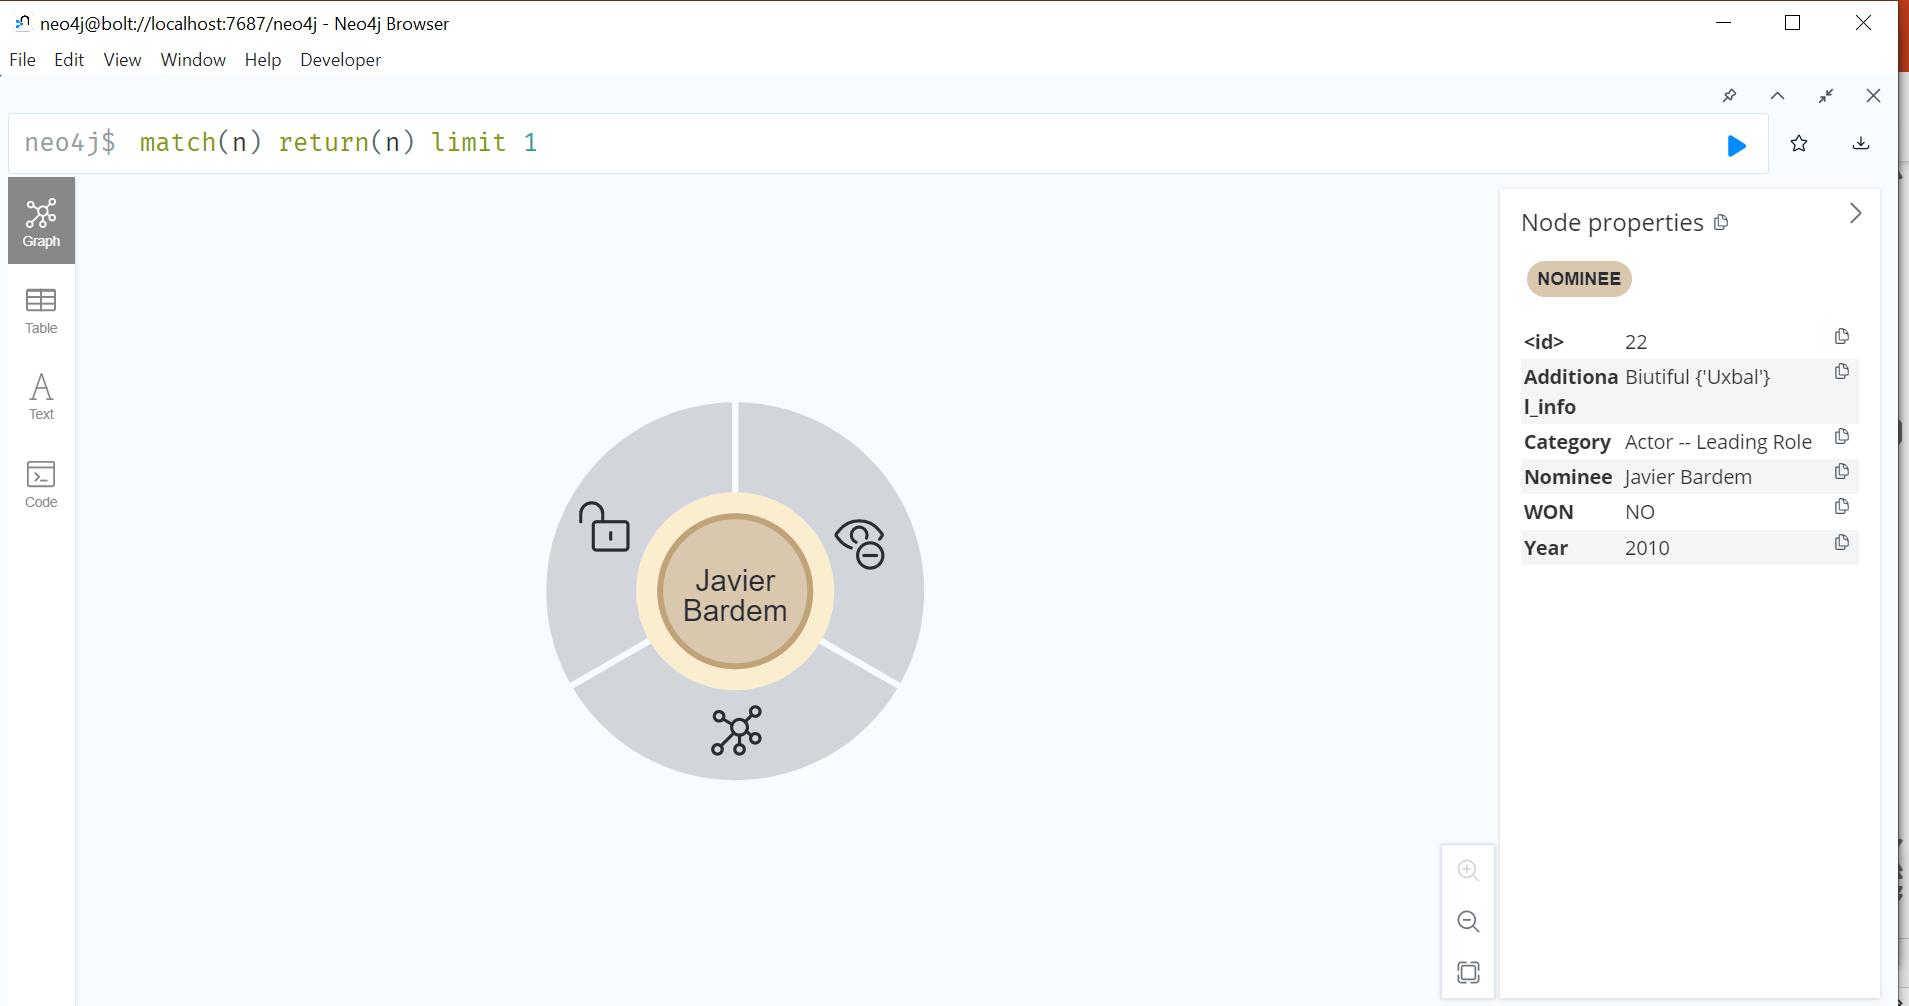 neo4j@bolt://localhost:7687/neo4j - Neo4j Browser
File Edit View Window Help Developer
neo4j$ match(n) return(n) limit 1
Graph
Table
Text
Code
Javier
Bardem
Node properties
NOMINEE
<id> 22
Additiona Biutiful {'Uxbal'}
l_info
Category Actor -- Leading Role
Nominee Javier Bardem
WON NO
Year 2010